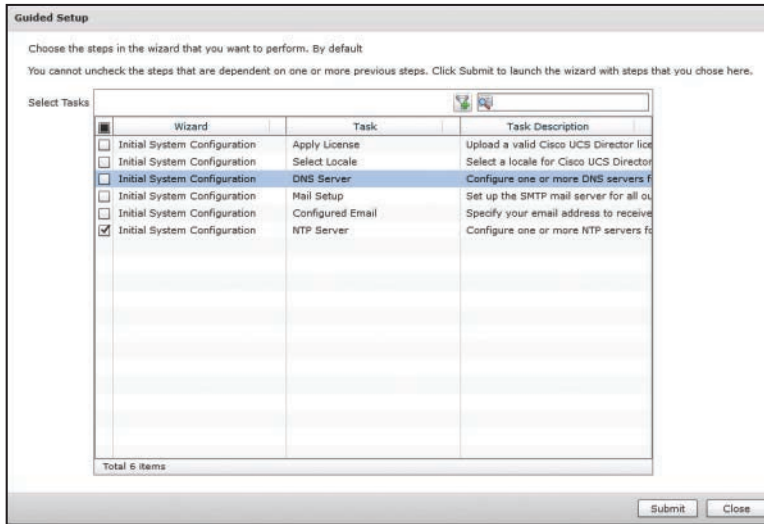 Guided Setup
Choose the steps in the wizard that you want to perform. By default
You cannot uncheck the steps that are dependent on one or more previous steps. Click Submit to launch the wizard with steps that you chose here.
Select Tasks
Wizard Task Task Description
Initial System Configuration Apply License Upload a valid Cisco UCS Director lice
Initial System Configuration Select Locale Select a locale for Cisco UCS Director
Initial System Configuration DNS Server Configure one or more DNS servers f
Initial System Configuration Mail Setup Set up the SMTP mail server for all ou
Initial System Configuration Configured Email Specify your email address to receive
Initial System Configuration NTP Server Configure one or more NTP servers fo
Total 6 items
Submit Close